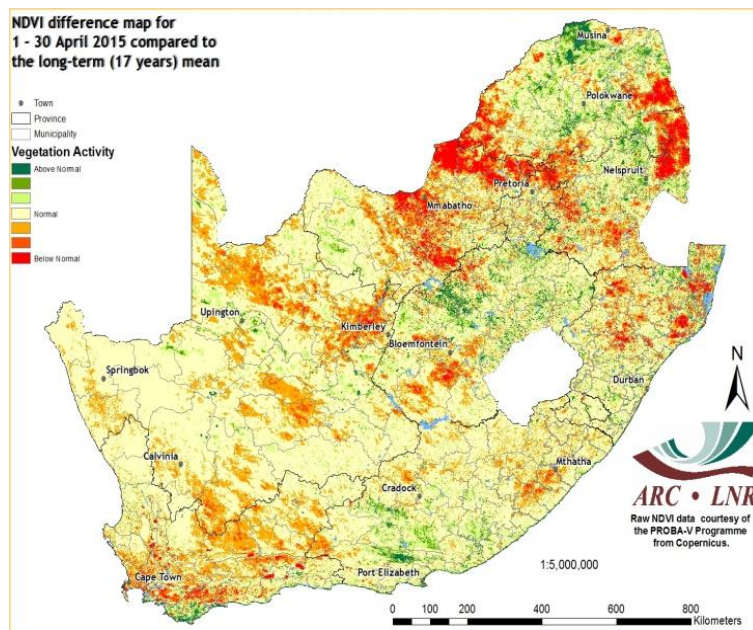 NDVI difference map for
1 - 30 April 2015 compared to
the long-term (17 years) mean
Town
Province
Municipality
Vegetation Activity
Above Normal
Normal
Below Normal
Musina
Polokwane
Nelspruit
Pretoria
Mmabatho
Upington
Kimberley
Bloemfontein
Springbok
Durban
Calvinia
Mthatha
Cradock
Cape Town
Port Elizabeth
N
ARC • LNR
Raw NDVI data courtesy of
the PROBA-V Programme
from Copernicus.
1:5,000,000
0 100 200 400 600 800
Kilometers